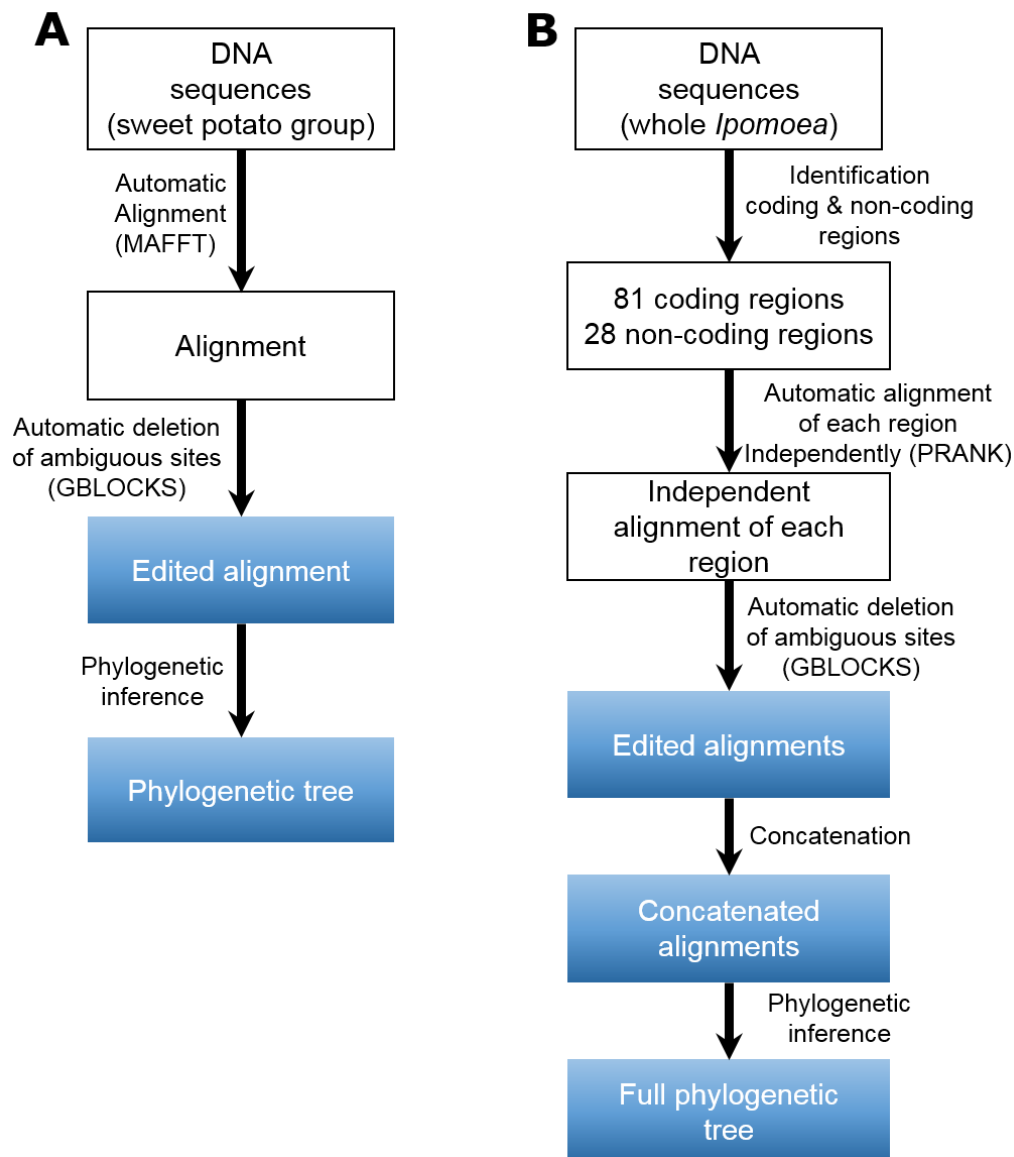 A
DNA
sequences
(sweet potato group)
Automatic
Alignment
(MAFFT)
Alignment
Automatic deletion
of ambiguous sites
(GBLOCKS)
Edited alignment
Phylogenetic
inference
Phylogenetic tree
B
DNA
sequences
(whole Ipomoea)
Identification
coding & non-coding
regions
81 coding regions
28 non-coding regions
Automatic alignment
of each region
Independently (PRANK)
Independent
alignment of each
region
Automatic deletion
of ambiguous sites
(GBLOCKS)
Edited alignments
Concatenation
Concatenated
alignments
Phylogenetic
inference
Full phylogenetic
tree